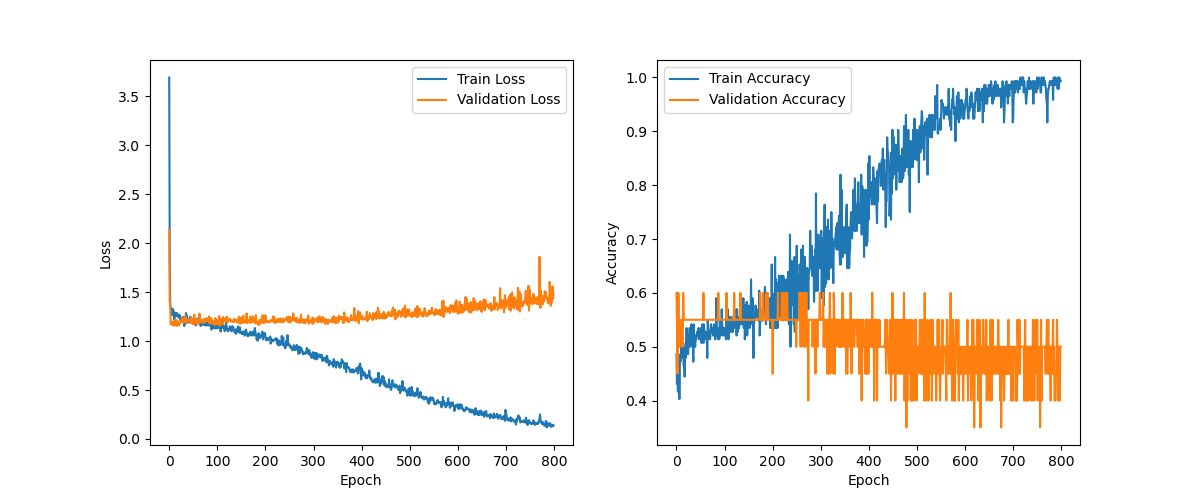 Train Loss
Validation Loss
3.5
3.0
2.5
2.0
1.5
1.0
0.5
0.0
Loss
0 100 200 300 400 500 600 700 800
Epoch
Train Accuracy
Validation Accuracy
1.0
0.9
0.8
0.7
0.6
0.5
0.4
Accuracy
0 100 200 300 400 500 600 700 800
Epoch